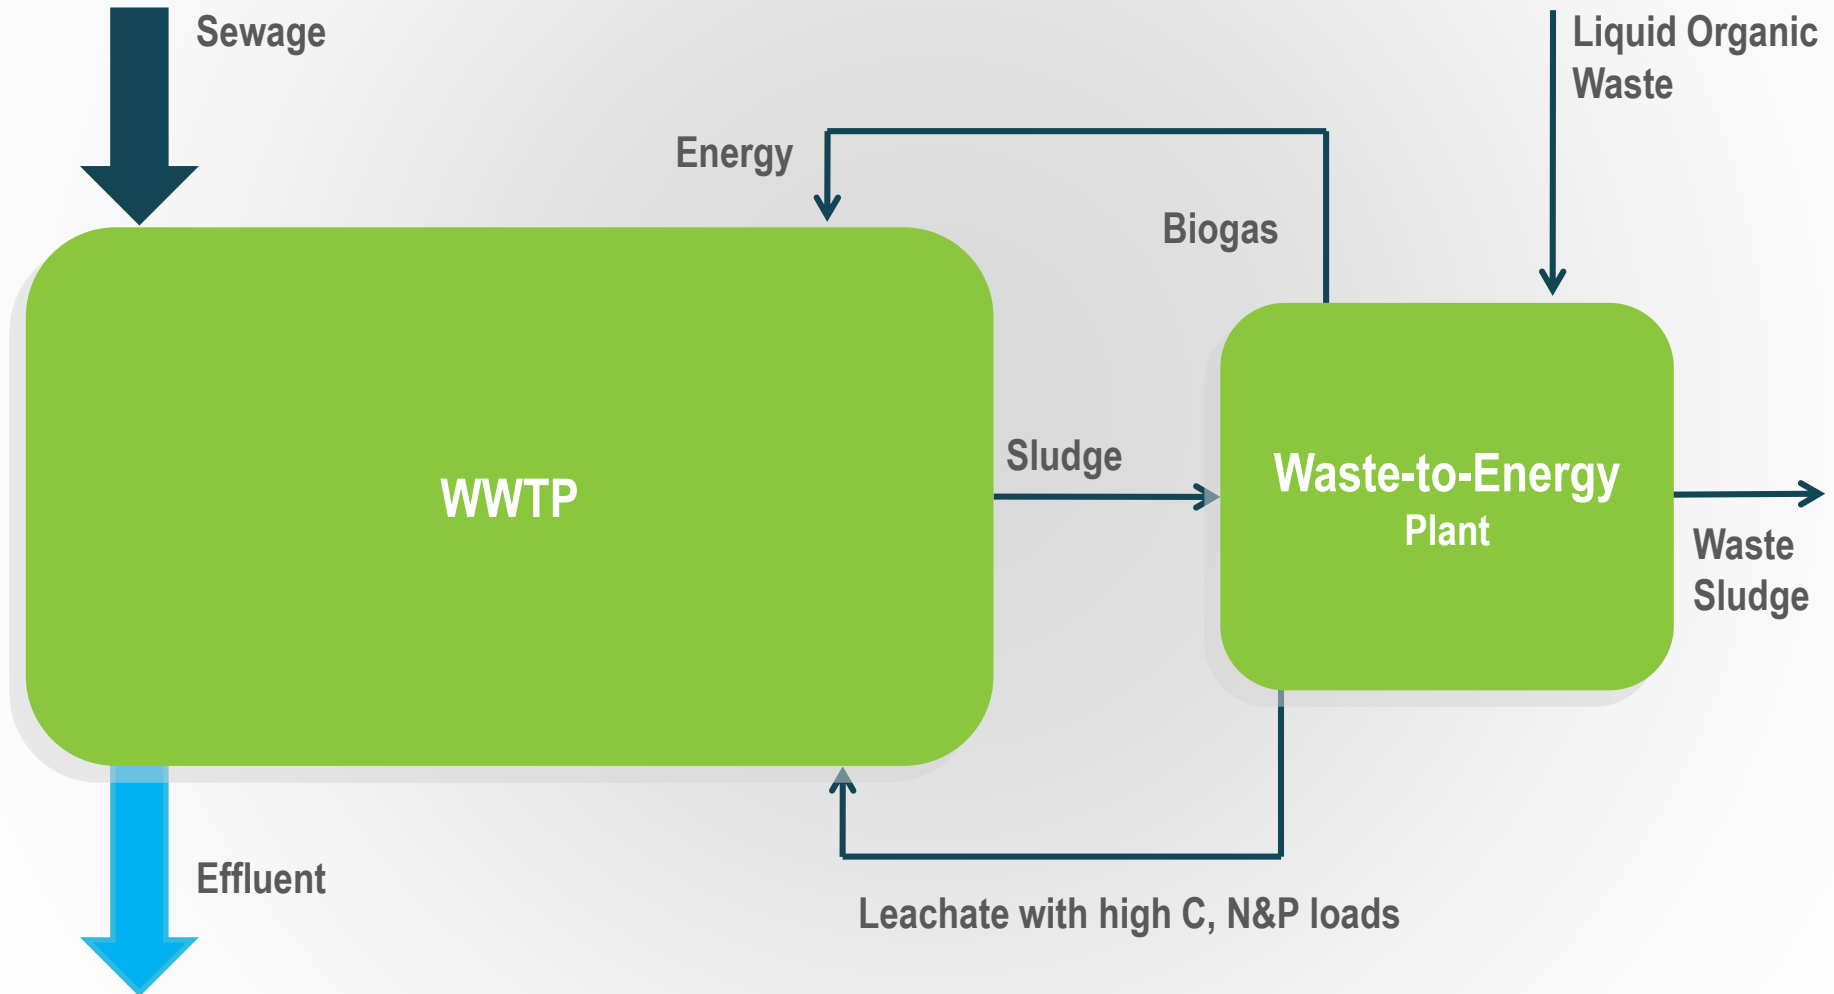 Sewage
Liquid Organic
Waste
Energy
Biogas
Sludge
WWTP
Waste-to-Energy
Plant
Waste
Sludge
Effluent
Leachate with high C, N&P loads